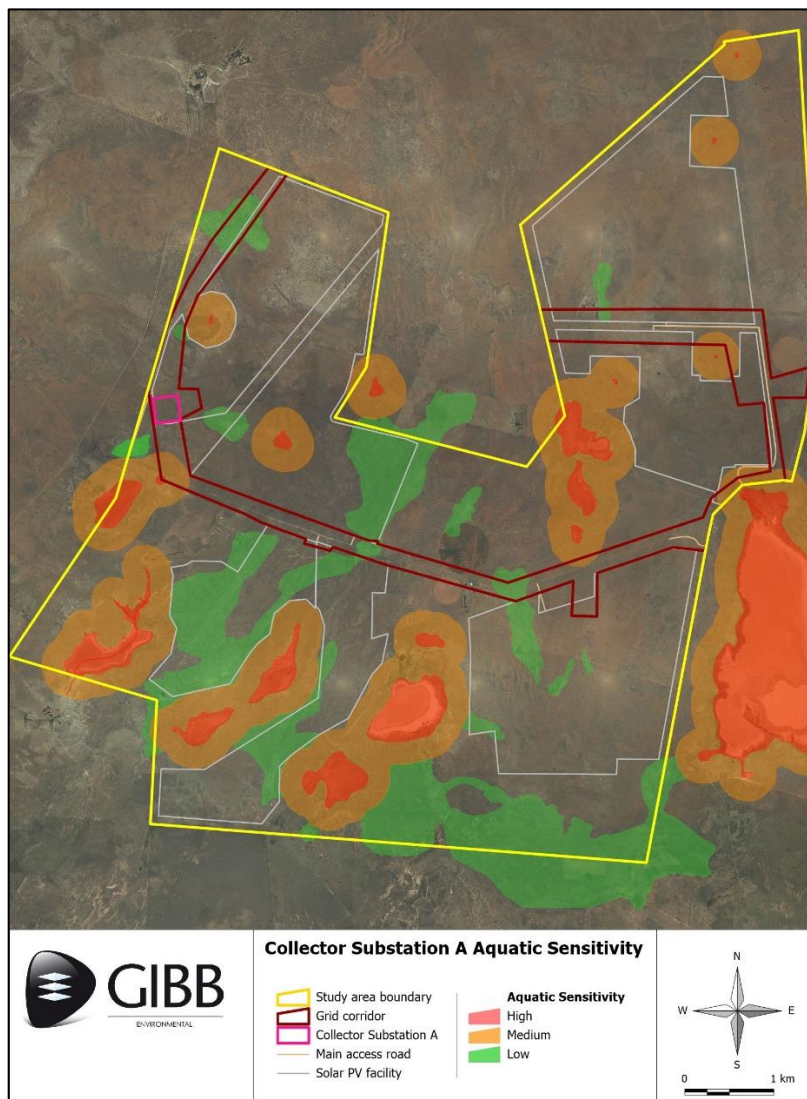 GIBB
ENVIRONMENTAL
Collector Substation A Aquatic Sensitivity
Study area boundary
Grid corridor
Collector Substation A
Main access road
Solar PV facility
Aquatic Sensitivity
High
Medium
Low
N
W E
S
0 1 km